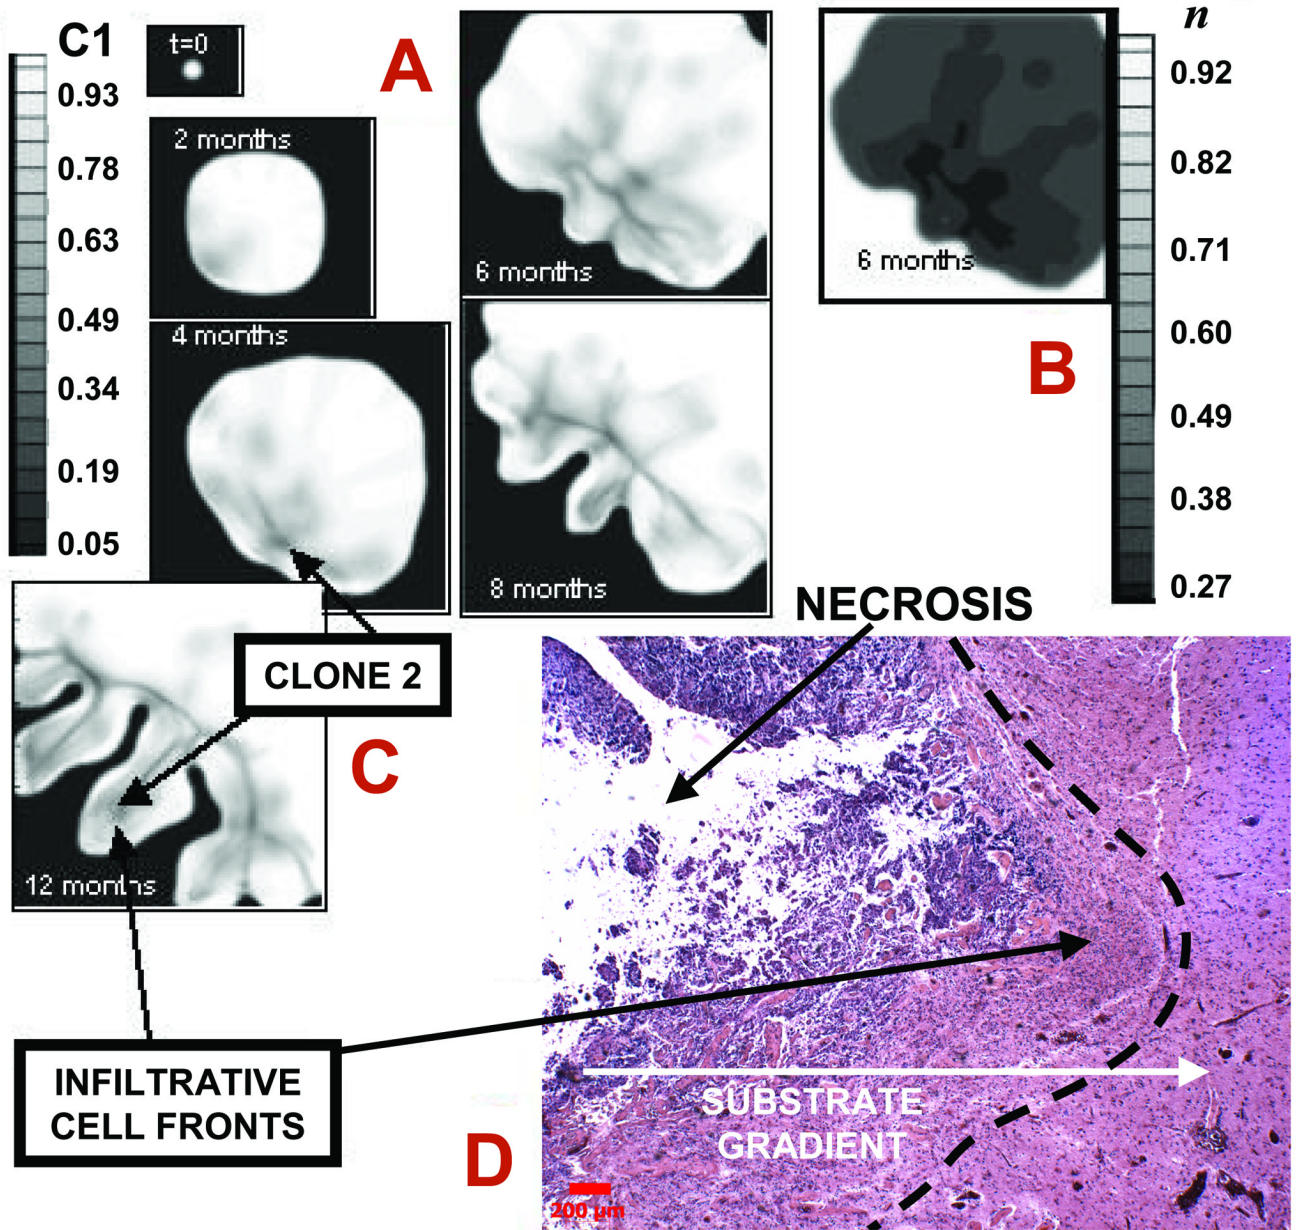 C1
0.93
0.78
0.63
0.49
0.34
0.19
0.05
t=0
A
2 months
4 months
6 months
8 months
n
0.92
0.82
0.71
0.60
0.49
0.38
0.27
6 months
B
CLONE 2
C
12 months
INFILTRATIVE
CELL FRONTS
NECROSIS
SUBSTRATE
GRADIENT
D
200 µm